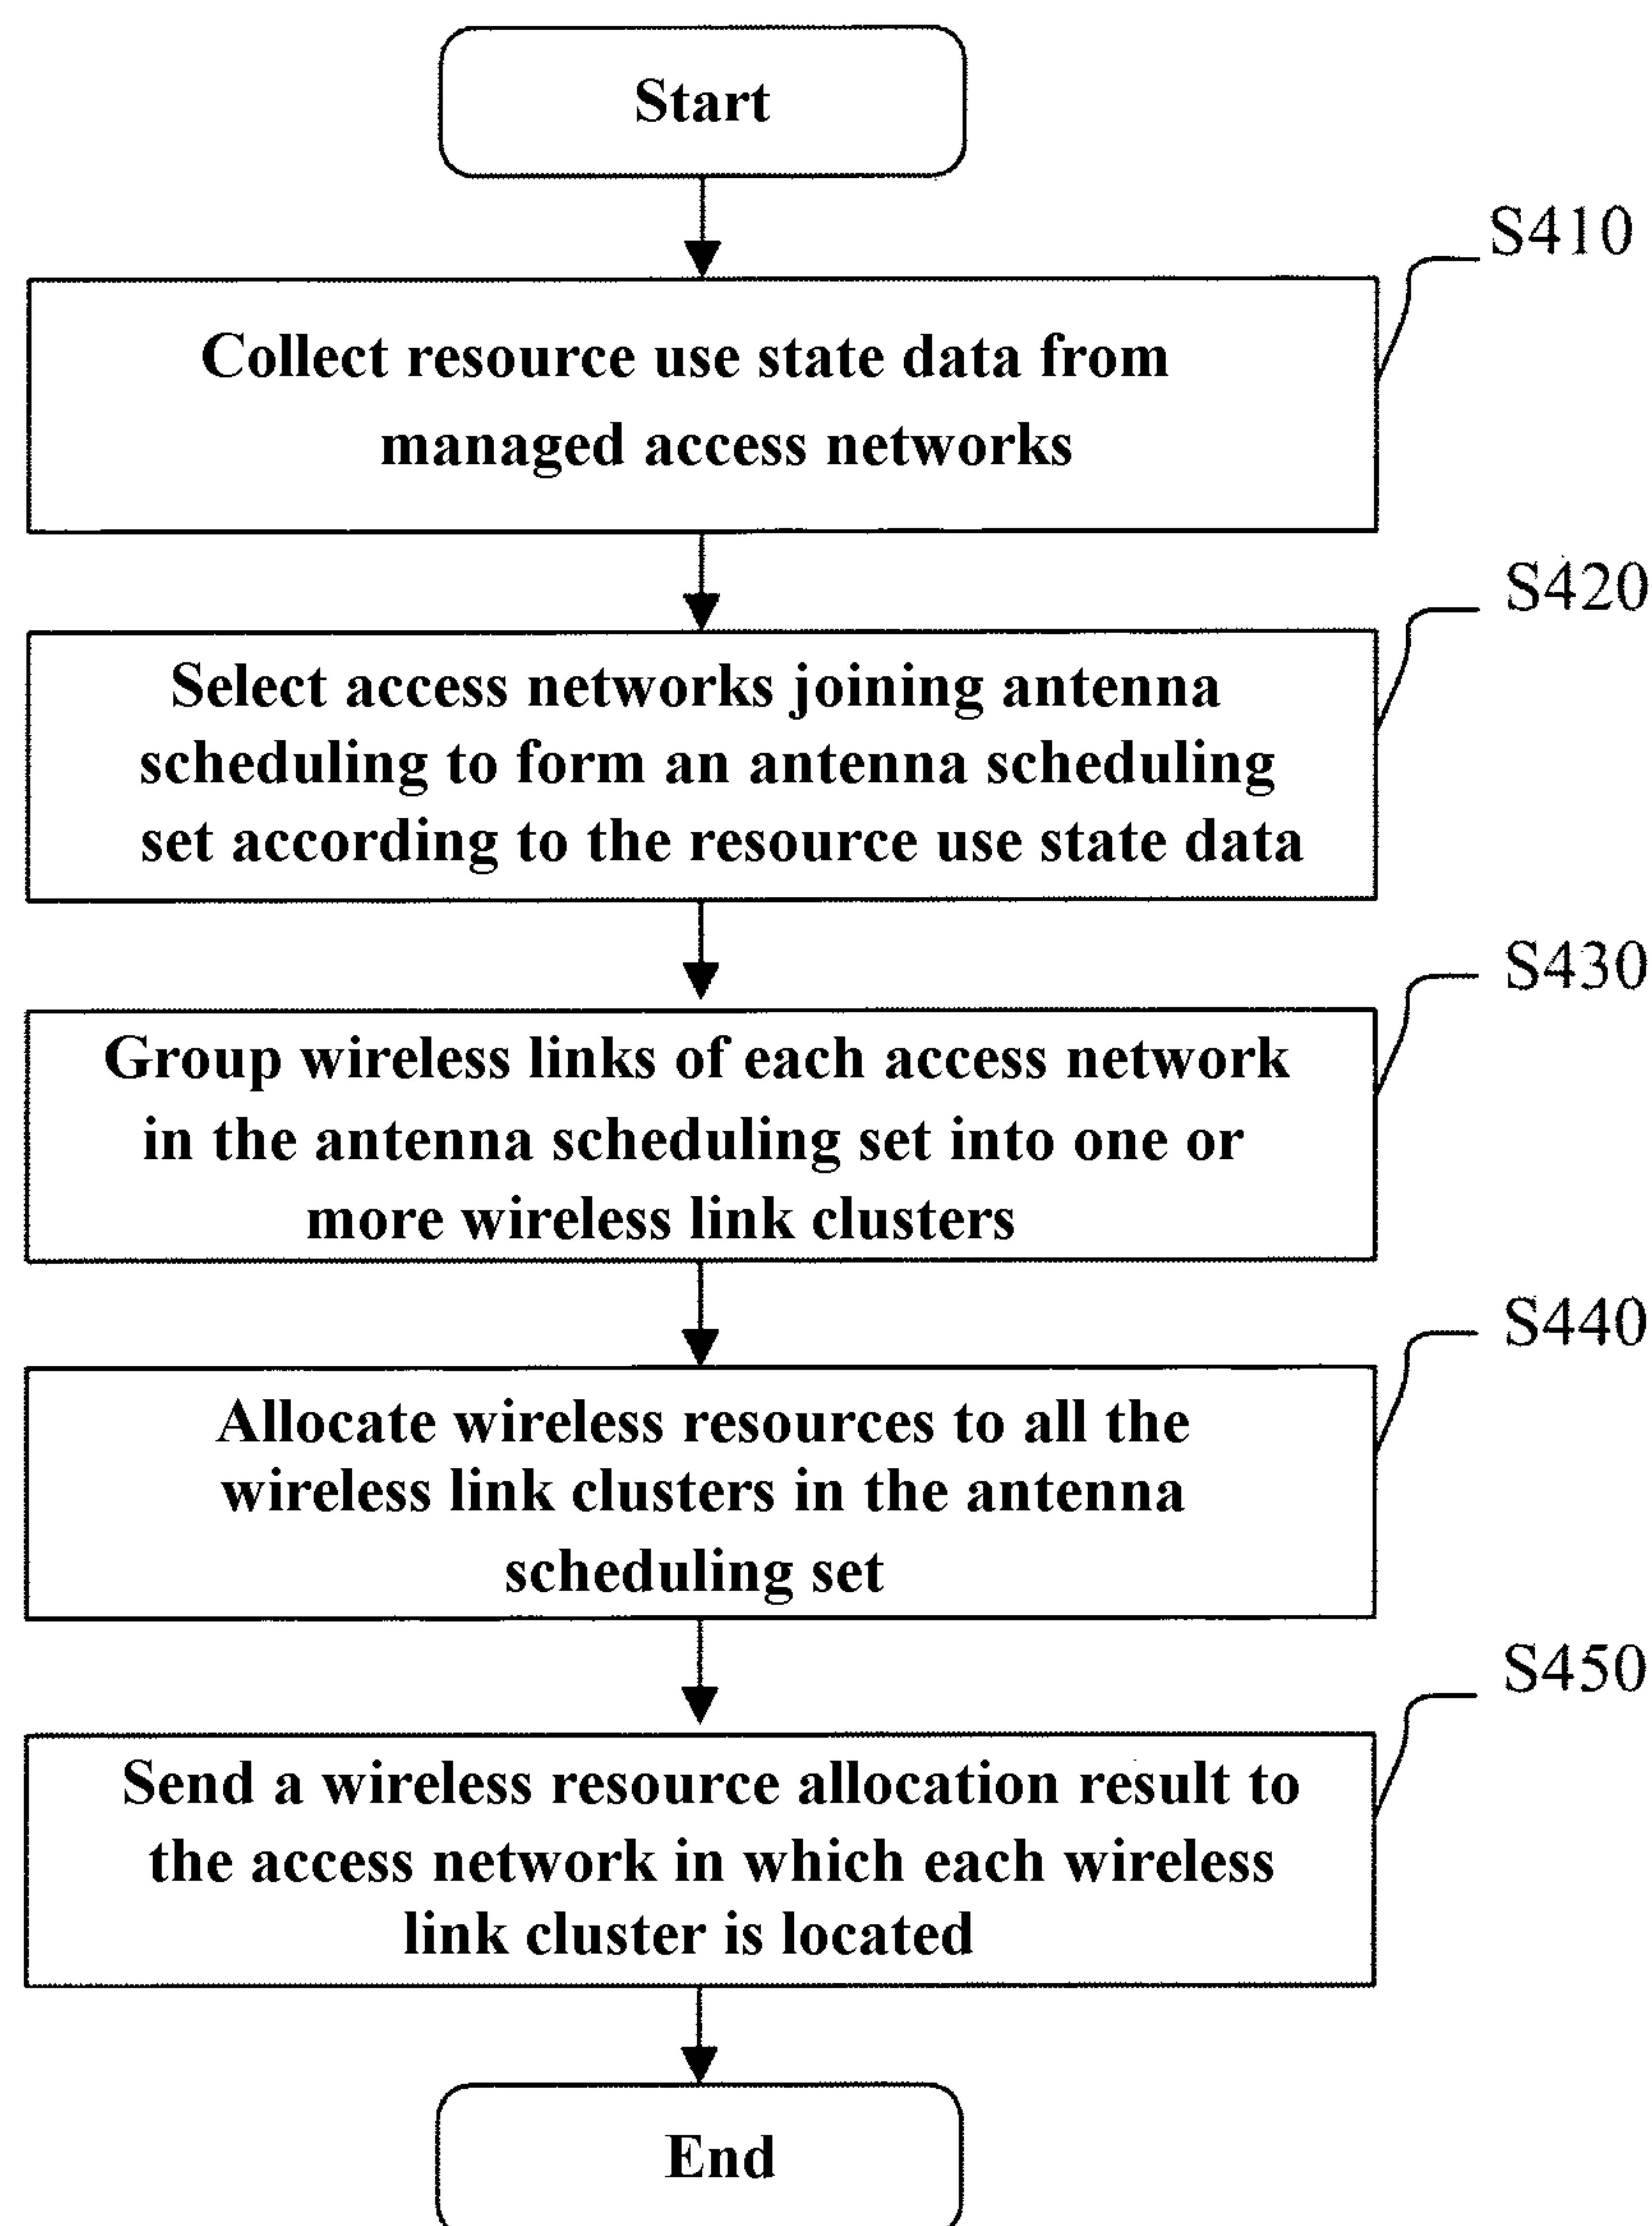 Start
S410
Collect resource use state data from
managed access networks
S420
Select access networks joining antenna
scheduling to form an antenna scheduling
set according to the resource use state data
S430
Group wireless links of each access network
in the antenna scheduling set into one or
more wireless link clusters
S440
Allocate wireless resources to all the
wireless link clusters in the antenna
scheduling set
S450
Send a wireless resource allocation result to
the access network in which each wireless
link cluster is located
End